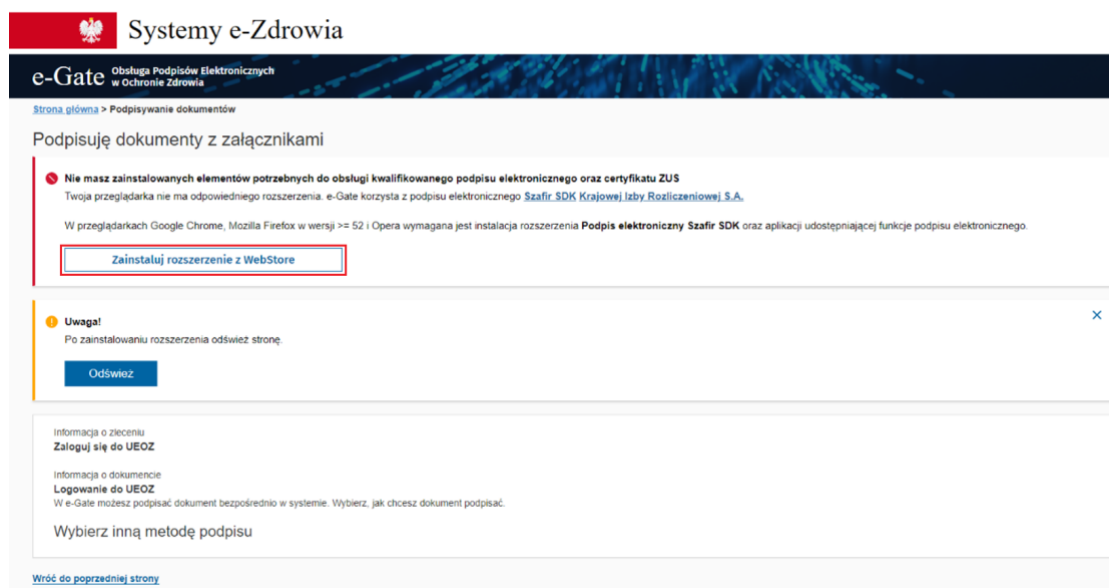 Systemy e-Zdrowia
e-Gate Obsługa Podpisów Elektronicznych
w Ochronie Zdrowia
Strona główna > Podpisywanie dokumentów
Podpisuję dokumenty z załącznikami
Nie masz zainstalowanych elementów potrzebnych do obsługi kwalifikowanego podpisu elektronicznego oraz certyfikatu ZUS
Twoja przeglądarka nie ma odpowiedniego rozszerzenia. e-Gate korzysta z podpisu elektronicznego Szafir SDK Krajowej Izby Rozliczeniowej S.A.
W przeglądarkach Google Chrome, Mozilla Firefox w wersji >= 52 i Opera wymagana jest instalacja rozszerzenia Podpis elektroniczny Szafir SDK oraz aplikacji udostępniającej funkcje podpisu elektronicznego.
Zainstaluj rozszerzenie z WebStore
Uwaga!
Po zainstalowaniu rozszerzenia odśwież stronę.
Odśwież
Informacja o zleceniu
Zaloguj się do UEOZ
Informacja o dokumencie
Logowanie do UEOZ
W e-Gate możesz podpisać dokument bezpośrednio w systemie. Wybierz, jak chcesz dokument podpisać.
Wybierz inną metodę podpisu
Wróć do poprzedniej strony